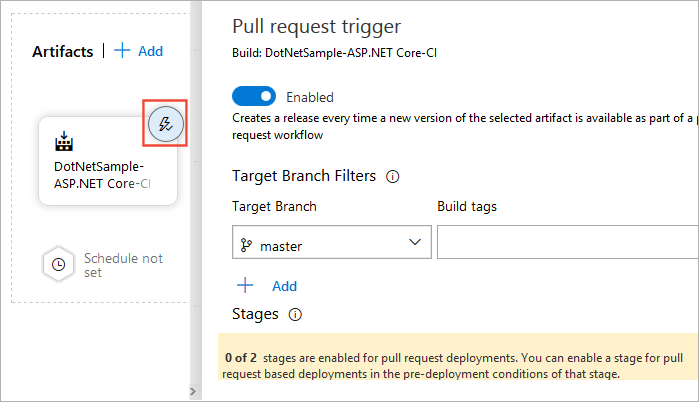 Artifacts | + Add
DotNetSample-
ASP.NET Core-CI
Schedule not
set
Pull request trigger
Build: DotNetSample-ASP.NET Core-CI
Enabled
Creates a release every time a new version of the selected artifact is available as part of a
request workflow
Target Branch Filters
Target Branch
Build tags
master
+ Add
Stages
0 of 2 stages are enabled for pull request deployments. You can enable a stage for pull
request based deployments in the pre-deployment conditions of that stage.